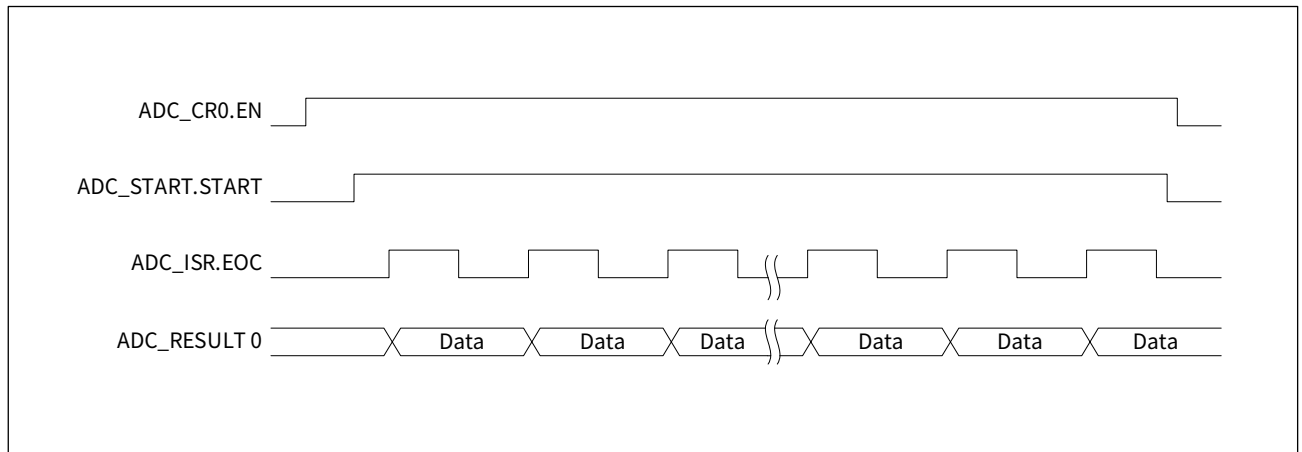 ADC_CR0.EN
ADC_START.START
ADC_ISR.EOC
ADC_RESULT 0 Data Data Data Data Data Data